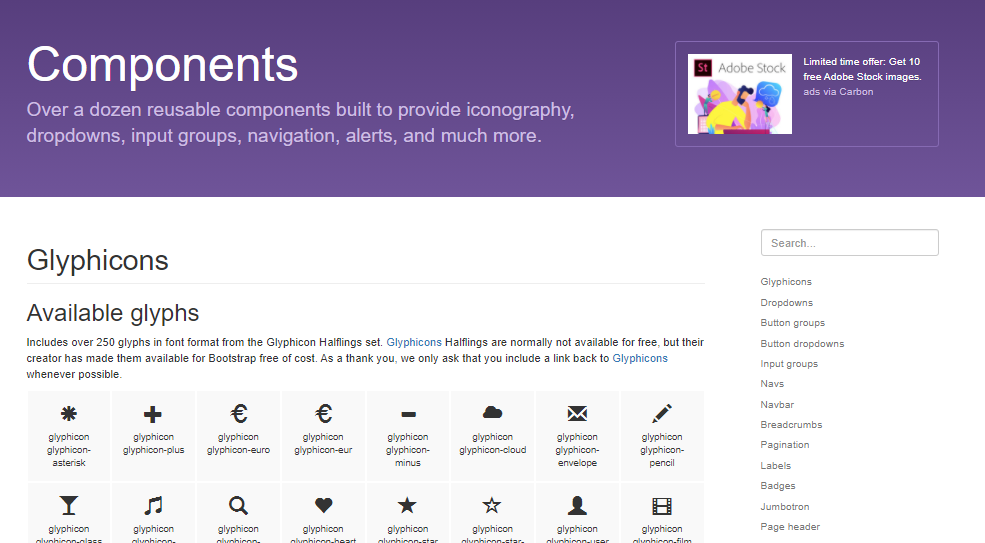 Components
Over a dozen reusable components built to provide iconography,
dropdowns, input groups, navigation, alerts, and much more.
St Adobe Stock
Limited time offer: Get 10
free Adobe Stock images.
ads via Carbon
Glyphicons
Available glyphs
Includes over 250 glyphs in font format from the Glyphicon Halflings set. Glyphicons Halflings are normally not available for free, but their
creator has made them available for Bootstrap free of cost. As a thank you, we only ask that you include a link back to Glyphicons
whenever possible.
glyphicon
glyphicon-
asterisk
glyphicon
glyphicon-plus
glyphicon
glyphicon-euro
glyphicon
glyphicon-eur
glyphicon
glyphicon-
minus
glyphicon
glyphicon-cloud
glyphicon
glyphicon-
envelope
glyphicon
glyphicon-
pencil
glyphicon
glyphicon-glass
glyphicon
glyphicon-
glyphicon
glyphicon-
glyphicon
glyphicon-heart
glyphicon
glyphicon-star
glyphicon
glyphicon-star-
glyphicon
glyphicon-user
glyphicon
glyphicon-film
Search...
Glyphicons
Dropdowns
Button groups
Button dropdowns
Input groups
Navs
Navbar
Breadcrumbs
Pagination
Labels
Badges
Jumbotron
Page header